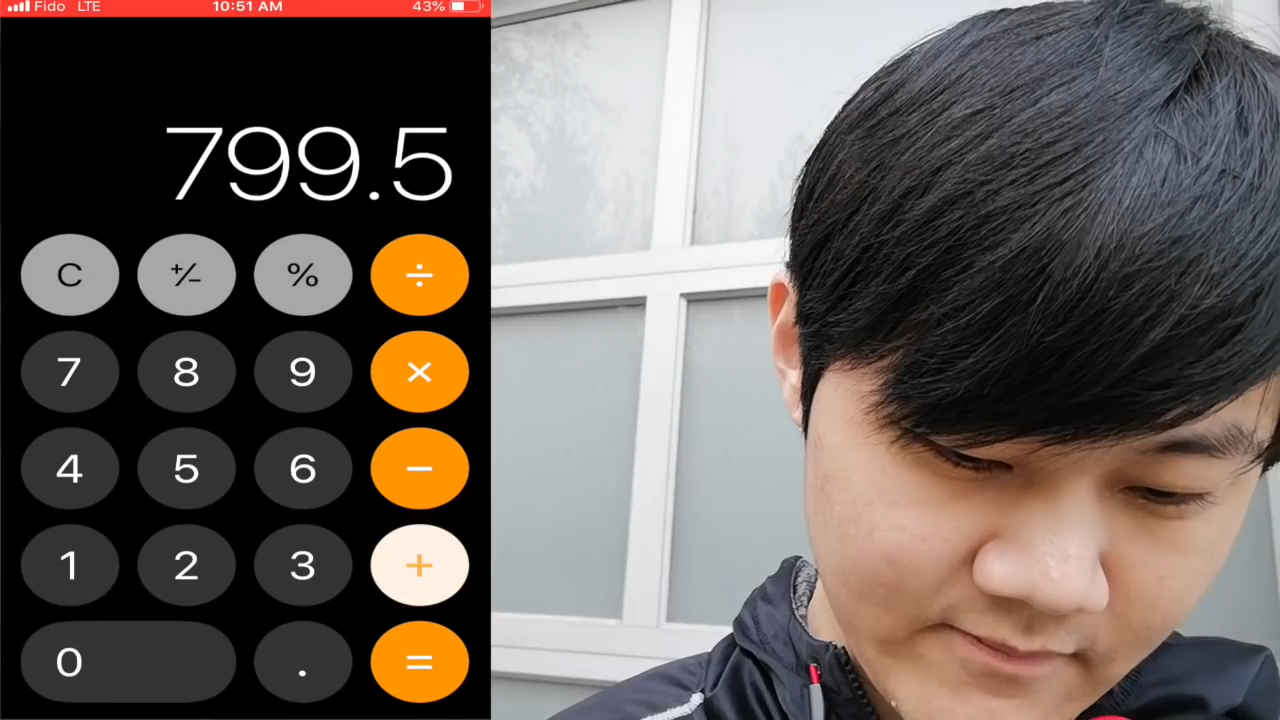 Fido LTE 10:51 AM 43%
799.5
C +/- % ÷
7 8 9 ×
4 5 6 −
1 2 3 +
0 . =